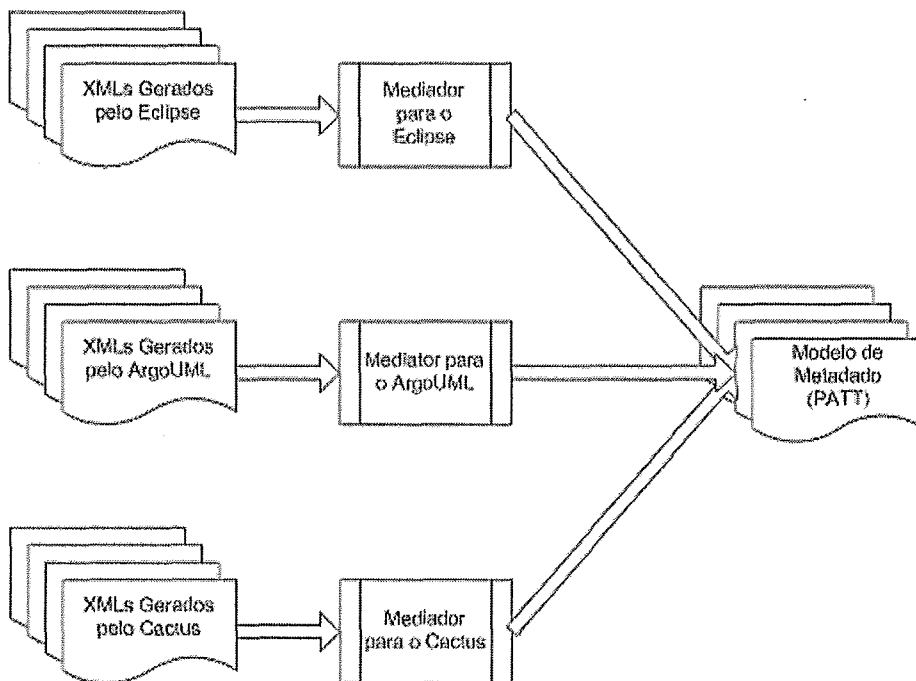 XMLs Gerados
pelo Eclipse
Mediador
para o
Eclipse
XMLs Gerados
pelo ArgoUML
Mediator para
o ArgoUML
Modelo de
Metadado
(PATT)
XMLs Gerados
pelo Cactus
Mediador
para o Cactus